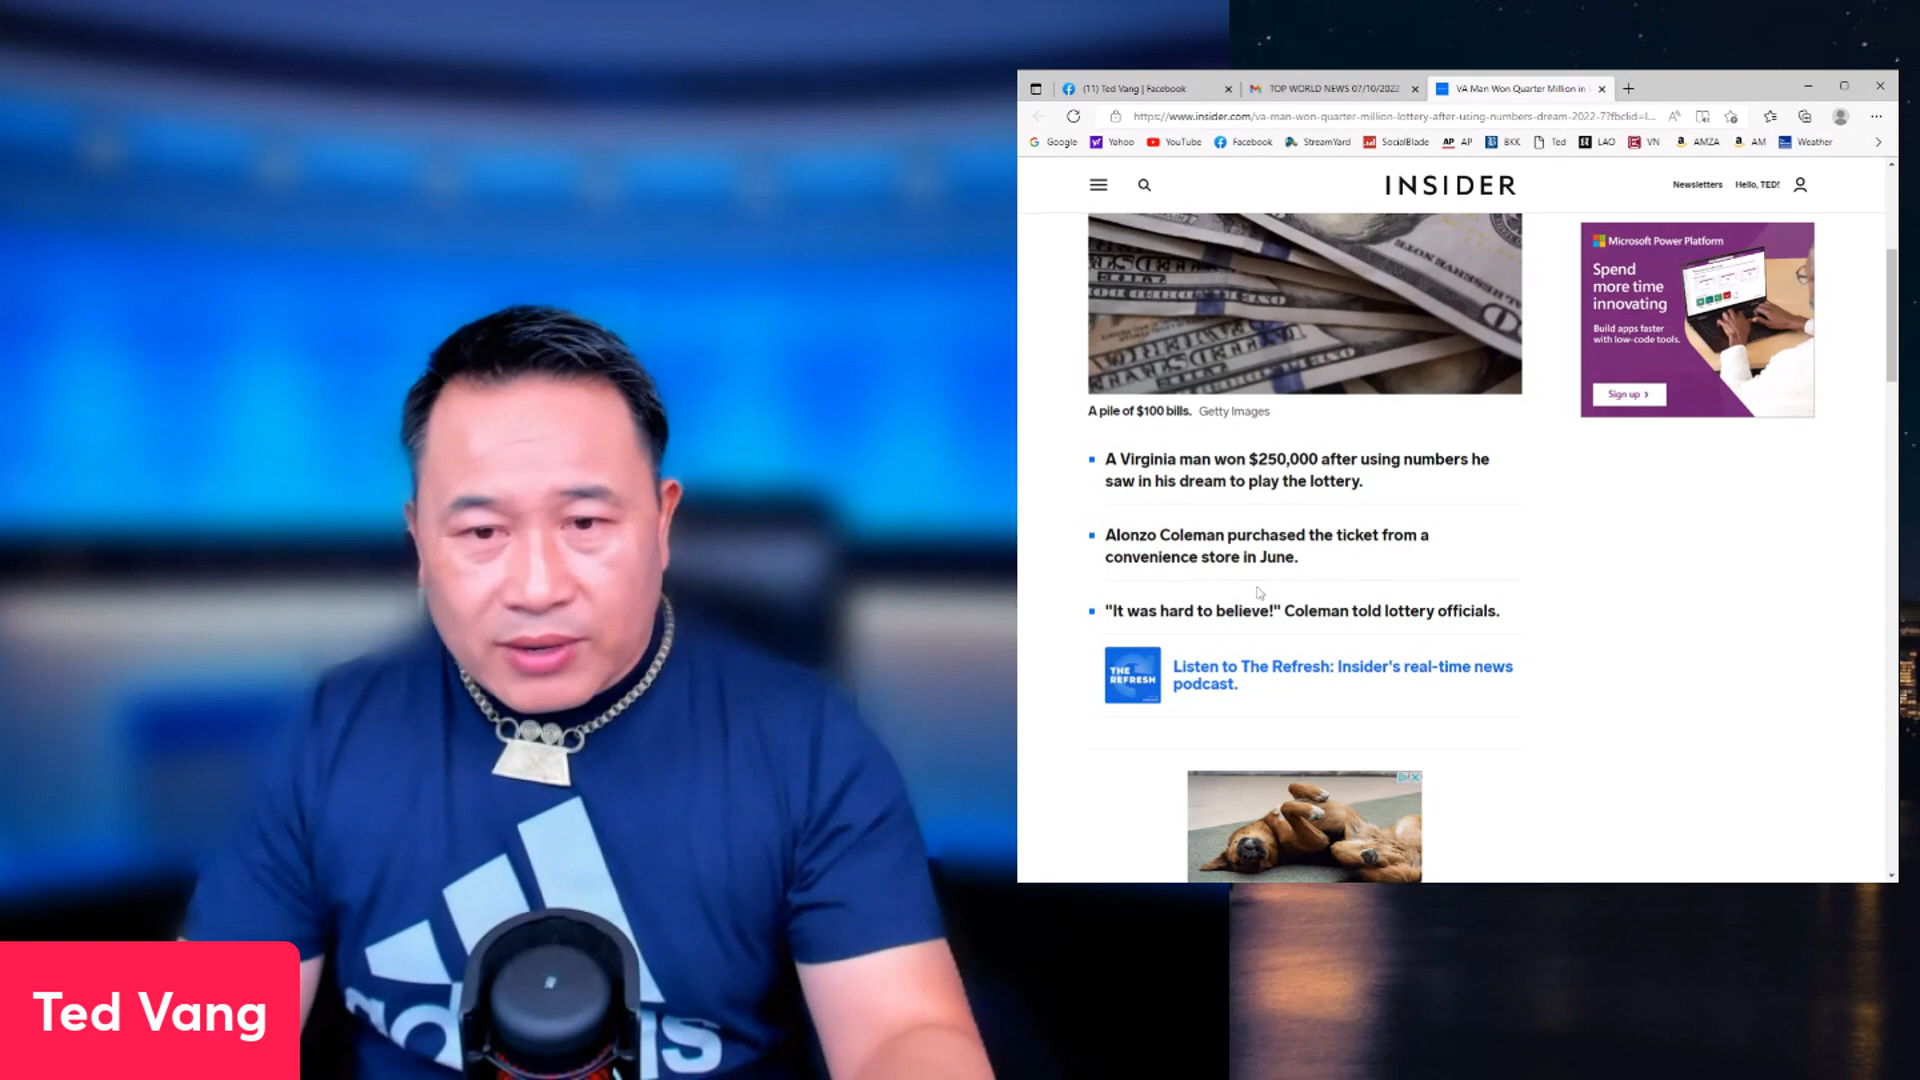 (11) Ted Vang | Facebook
TOP WORLD NEWS 07/10/2022
VA Man Won Quarter Million in
https://www.insider.com/va-man-won-quarter-million-lottery-after-using-numbers-dream-2022-7?fbclid=I...
Google Yahoo YouTube Facebook StreamYard SocialBlade AP AP BKK Ted LAO VN AMZA AM Weather
INSIDER
Newsletters Hello, TED!
A pile of $100 bills. Getty Images
Microsoft Power Platform
Spend
more time
innovating
Build apps faster
with low-code tools.
Sign up
A Virginia man won $250,000 after using numbers he
saw in his dream to play the lottery.
Alonzo Coleman purchased the ticket from a
convenience store in June.
"It was hard to believe!" Coleman told lottery officials.
THE
REFRESH
Listen to The Refresh: Insider's real-time news
podcast.
Ted Vang